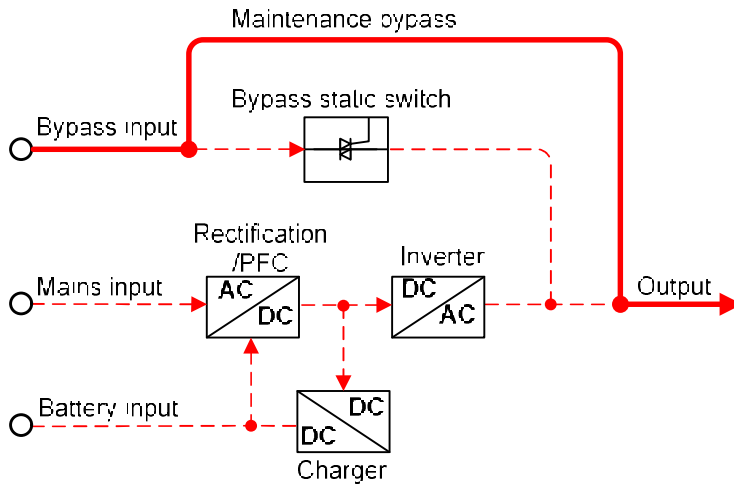 Maintenance bypass
Bypass static switch
Bypass input
Rectification
/PFC
Inverter
Mains input
AC
DC
DC
AC
Output
Battery input
DC
DC
Charger